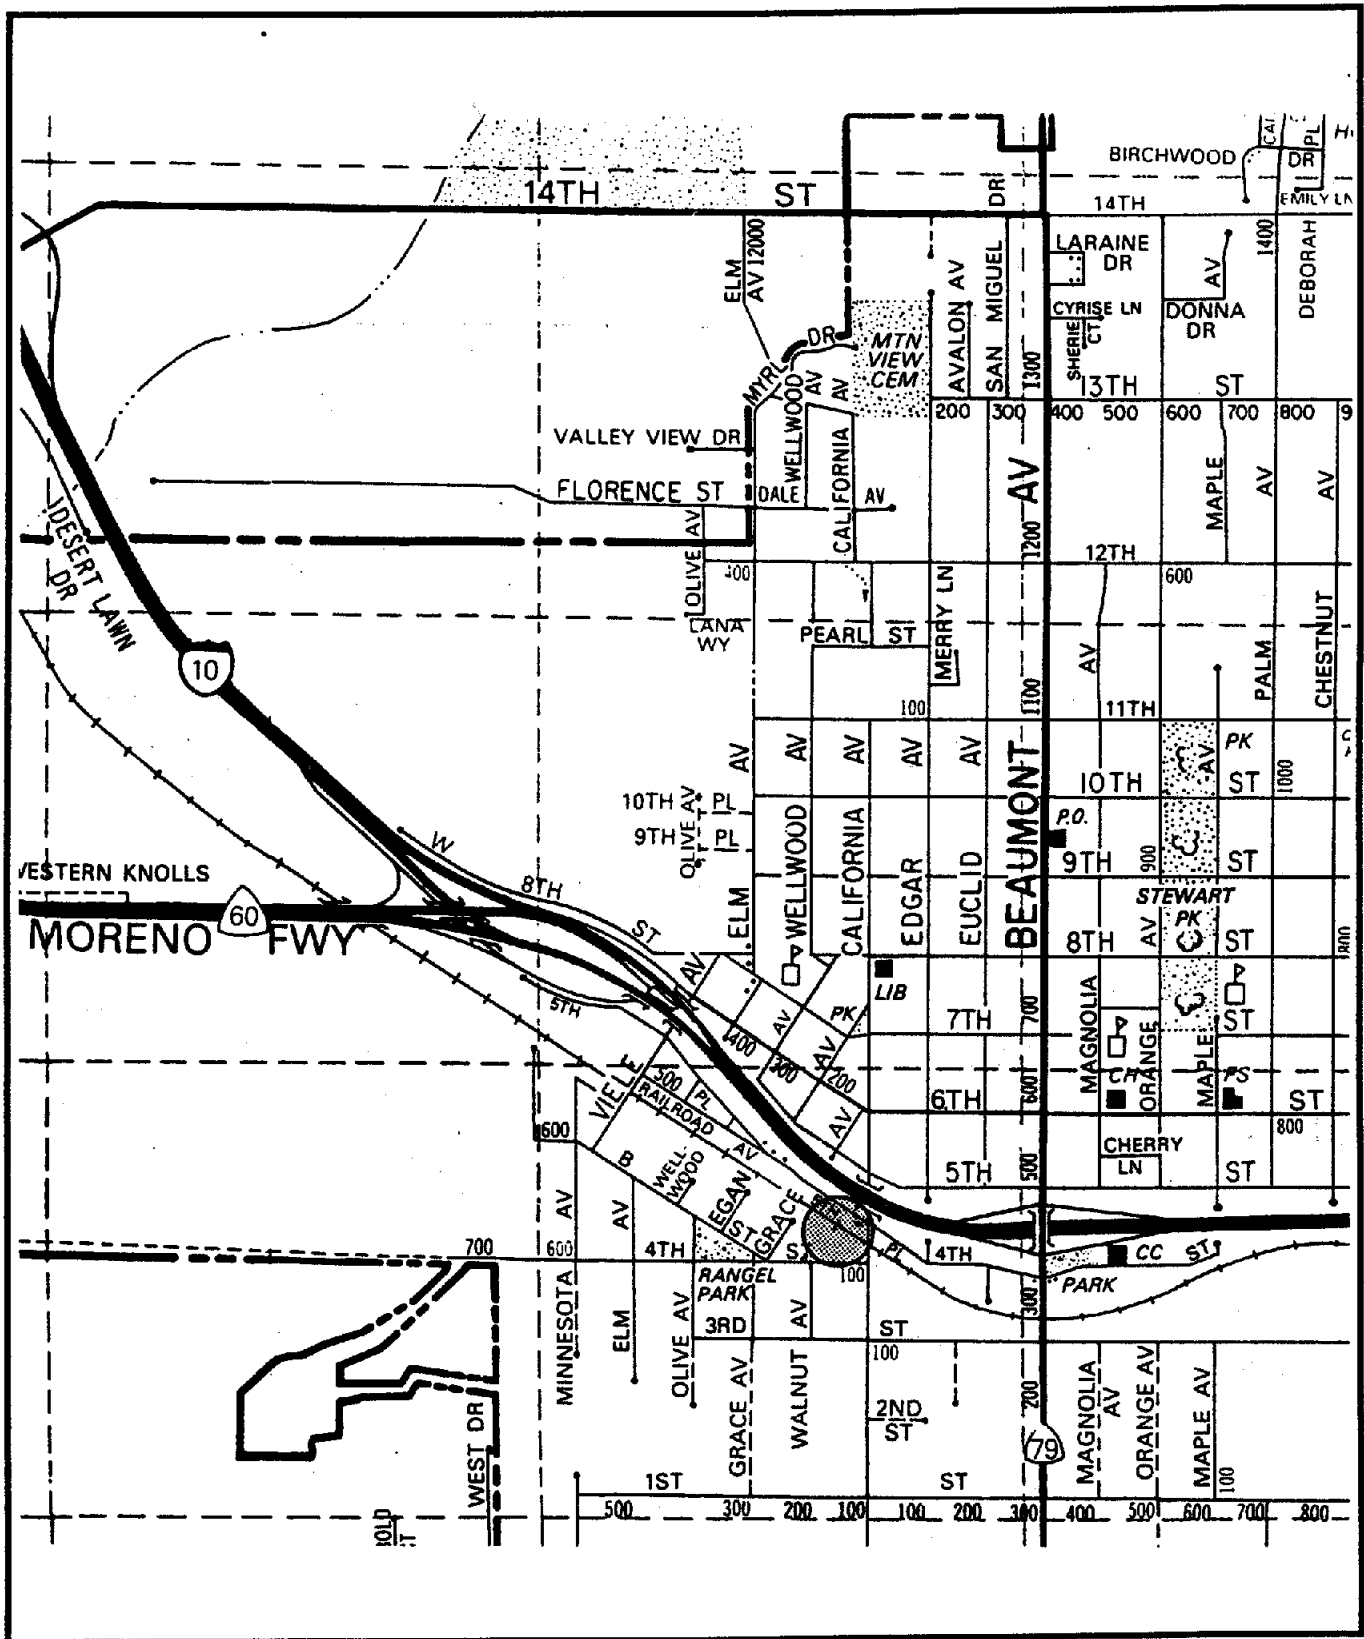 BIRCHWOOD
DR
PL
DR
14TH ST
14TH
EMILY LN
ELM
AV 12000
AVALON AV
SAN MIGUEL
DR
LARAINE
DR
AV
1400
DEBORAH
CYRISE LN
DONNA
DR
SHERIE
CT
MYRL DR
MTN
VIEW
CEM
1300
13TH ST
WELLWOOD
AV
AV
200 300 400 500 600 700 800 9
VALLEY VIEW DR
FLORENCE ST
DALE AV
CALIFORNIA
AV
MAPLE
AV
AV
1200
12TH
OLIVE AV
400
600
DESERT LAWN
DR
LANA
WY
PEARL ST
MERRY LN
AV
PALM
CHESTNUT
10
1100
100
11TH
AV
AV
AV
AV
AV
AV
PK
10TH ST
1000
10TH PL
9TH PL
OLIVE AV
WELLWOOD
CALIFORNIA
BEAUMONT
P.O.
9TH ST
900
W 8TH ST
WESTERN KNOLLS
60
MORENO FWY
ELM
EDGAR
EUCLID
STEWART
PK
8TH AV ST
800
AV
LIB
5TH
PK
7TH
700
MAGNOLIA
ORANGE
ST
AV
AV
400
300
200
MAPLE
CH
PS
6TH
600
ST
VIELE
500
PL
RAILROAD
AV
AV
600
800
CHERRY
LN
B
WELL-
WOOD
EGAN
ST
GRACE
5TH
500
ST
AV
AV
700
600
4TH
S
100
PL
4TH
CC
ST
RANGEL
PARK
PARK
MINNESOTA
ELM
OLIVE AV
3RD
AV
ST
100
300
GRACE AV
WALNUT
200
2ND
ST
MAGNOLIA
AV
ORANGE AV
MAPLE AV
79
WEST DR
1ST ST
100
500 300 200 100 100 200 300 400 500 600 700 800